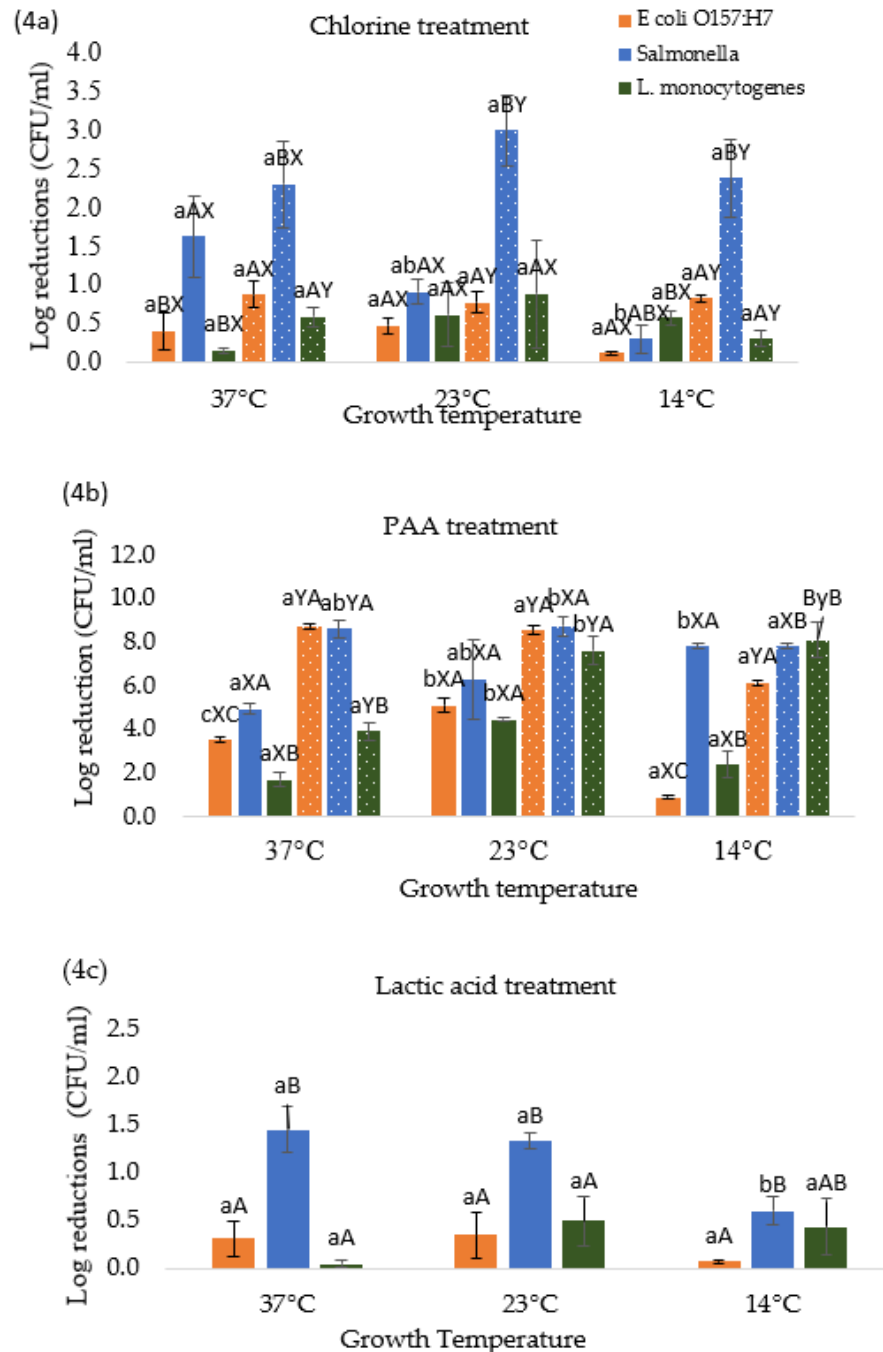 (4a)
Chlorine treatment
E coli O157:H7
Salmonella
L. monocytogenes
Log reductions (CFU/ml)
4.0
3.5
3.0
2.5
2.0
1.5
1.0
0.5
0.0
aBX
aAX
aBX
aAX
aBX
aAY
aAX
abAX
aAX
aAY
aBY
aAX
aAX
bABX
aBX
aAY
aBY
aAY
37°C
23°C
14°C
Growth temperature
(4b)
PAA treatment
Log reduction (CFU/ml)
12.0
10.0
8.0
6.0
4.0
2.0
0.0
cXC
aXA
aXB
aYA
abYA
aYB
bXA
abXA
bXA
aYA
bXA
bYA
aXC
bXA
aXB
aYA
aXB
ByB
37°C
23°C
14°C
Growth temperature
(4c)
Lactic acid treatment
Log reductions (CFU/ml)
2.5
2.0
1.5
1.0
0.5
0.0
aA
aB
aA
aA
aB
aA
aA
bB
aAB
37°C
23°C
14°C
Growth Temperature